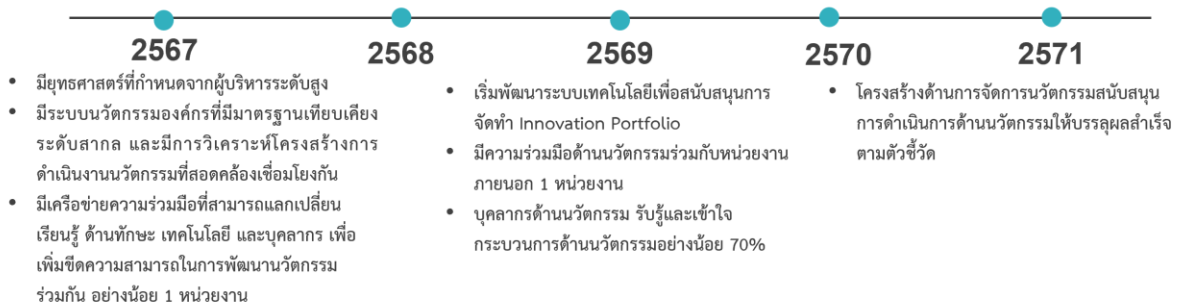 2567
2568
2569
2570
2571
• มียุทธศาสตร์ที่กำหนดจากผู้บริหารระดับสูง
• มีระบบนวัตกรรมองค์กรที่มีมาตรฐานเทียบเคียง
ระดับสากล และมีการวิเคราะห์โครงสร้างการ
ดำเนินงานนวัตกรรมที่สอดคล้องเชื่อมโยงกัน
• มีเครือข่ายความร่วมมือที่สามารถแลกเปลี่ยน
เรียนรู้ ด้านทักษะ เทคโนโลยี และบุคลากร เพื่อ
เพิ่มขีดความสามารถในการพัฒนานวัตกรรม
ร่วมกัน อย่างน้อย 1 หน่วยงาน
• เริ่มพัฒนาระบบเทคโนโลยีเพื่อสนับสนุนการ
จัดทำ Innovation Portfolio
• มีความร่วมมือด้านนวัตกรรมร่วมกับหน่วยงาน
ภายนอก 1 หน่วยงาน
• บุคลากรด้านนวัตกรรม รับรู้และเข้าใจ
กระบวนการด้านนวัตกรรมอย่างน้อย 70%
• โครงสร้างด้านการจัดการนวัตกรรมสนับสนุน
การดำเนินการด้านนวัตกรรมให้บรรลุผลสำเร็จ
ตามตัวชี้วัด